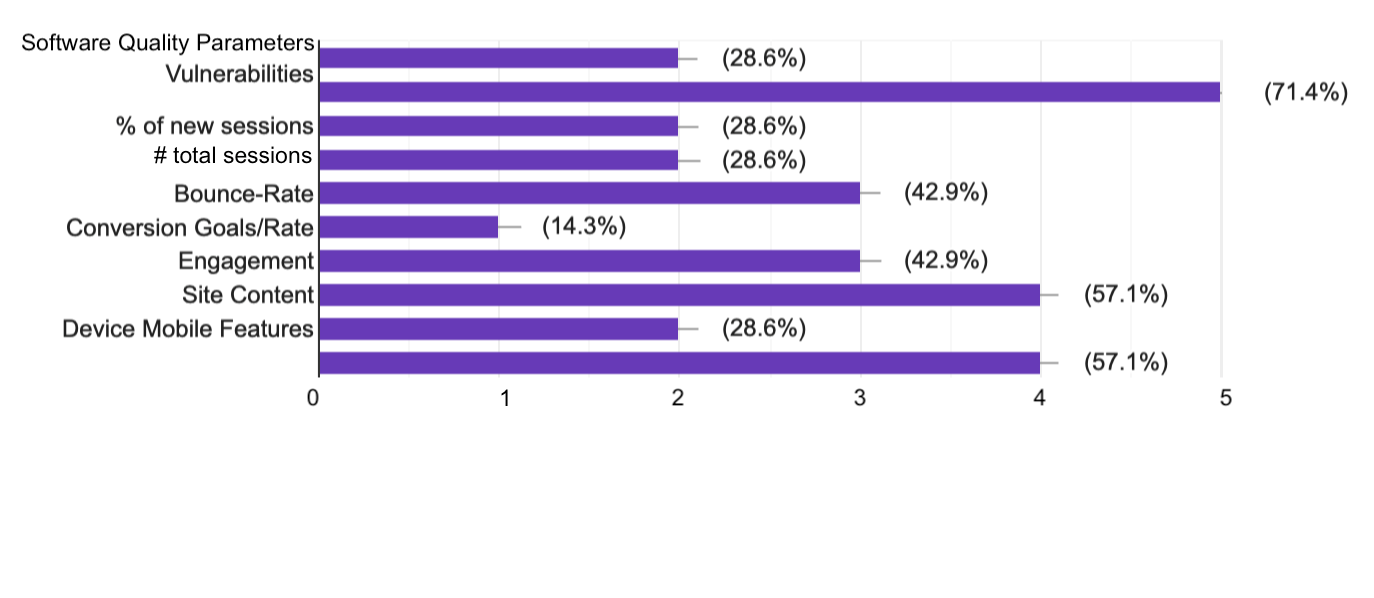 Software Quality Parameters
(28.6%)
Vulnerabilities
(71.4%)
% of new sessions (28.6%)
# total sessions (28.6%)
Bounce-Rate (42.9%)
Conversion Goals/Rate (14.3%)
Engagement (42.9%)
Site Content (57.1%)
Device Mobile Features (28.6%)
(57.1%)
0 1 2 3 4 5